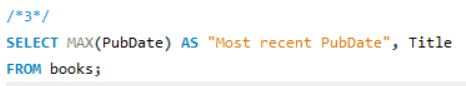 /*3*/
SELECT MAX(PubDate) AS "Most recent PubDate", Title
FROM books;